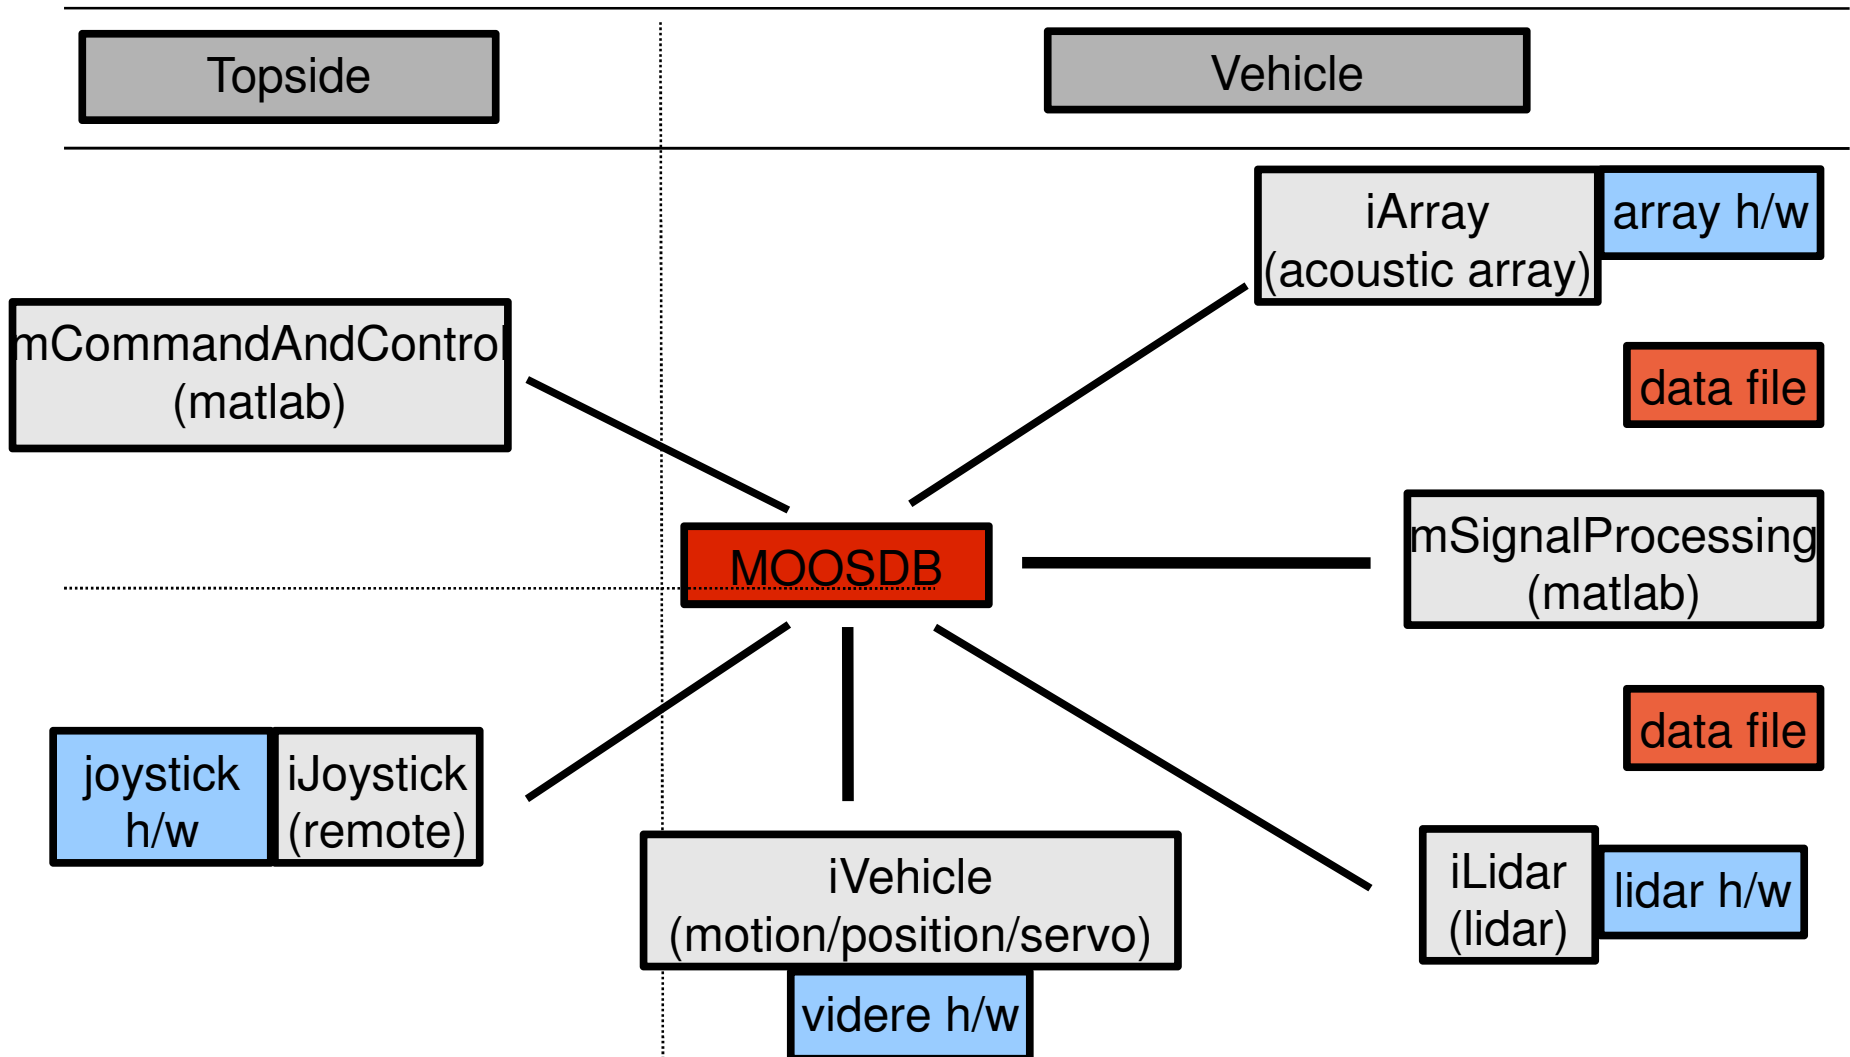 Topside
Vehicle
iArray
(acoustic array)
array h/w
mCommandAndControl
(matlab)
data file
MOOSDB
mSignalProcessing
(matlab)
data file
joystick
h/w
iJoystick
(remote)
iVehicle
(motion/position/servo)
videre h/w
iLidar
(lidar)
lidar h/w